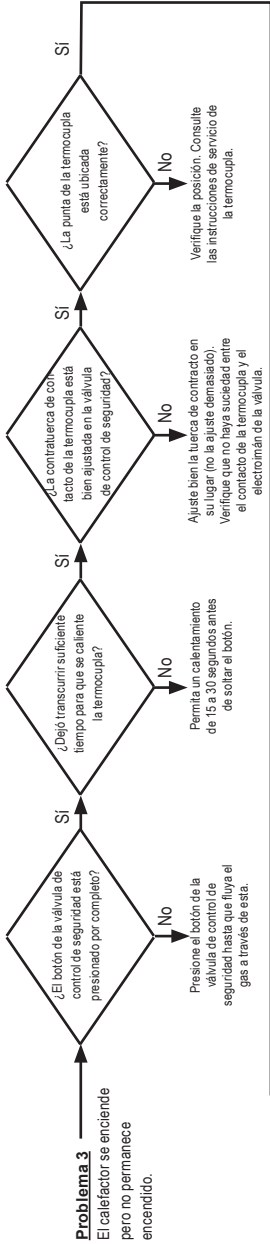 Problema 3
El calefactor se enciende
pero no permanece
encendido.
¿El botón de la válvula de
control de seguridad está
presionado por completo?
Sí
No
Presione el botón de la
válvula de control de
seguridad hasta que fluya el
gas a través de esta.
¿Dejó transcurrir suficiente
tiempo para que se caliente
la termocupla?
Sí
No
Permita un calentamiento
de 15 a 30 segundos antes
de soltar el botón.
¿La contratuerca de con
tacto de la termocupla está
bien ajustada en la válvula
de control de seguridad?
Sí
No
Ajuste bien la tuerca de contacto en
su lugar (no la ajuste demasiado).
Verifique que no haya suciedad entre
el contacto de la termocupla y el
electroimán de la válvula.
¿La punta de la termocupla
está ubicada
correctamente?
Sí
No
Verifique la posición. Consulte
las instrucciones de servicio de
la termocupla.